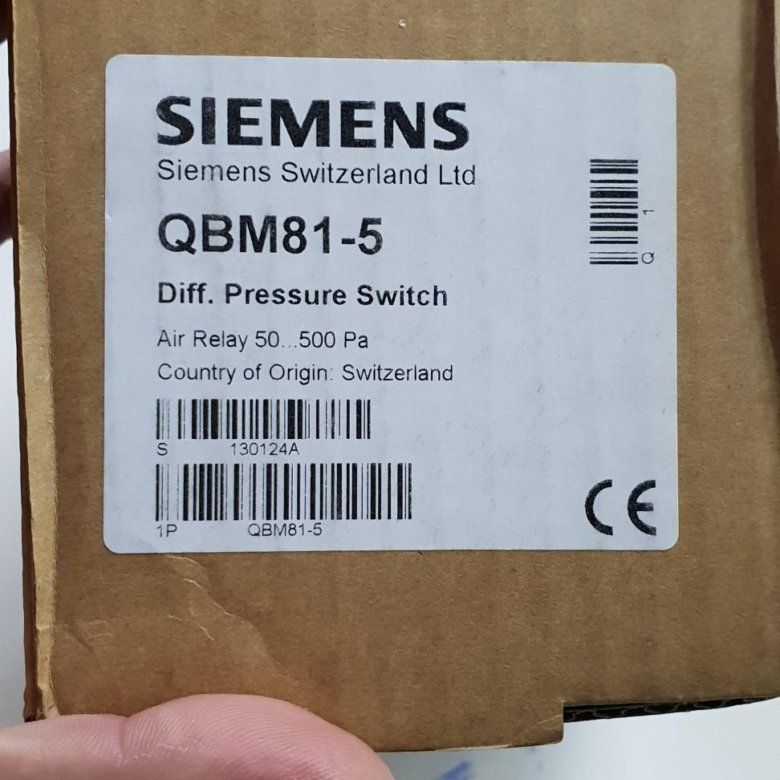 SIEMENS
Siemens Switzerland Ltd
QBM81-5
Diff. Pressure Switch
Air Relay 50...500 Pa
Country of Origin: Switzerland
S 130124A
1P QBM81-5
Q 1
CE